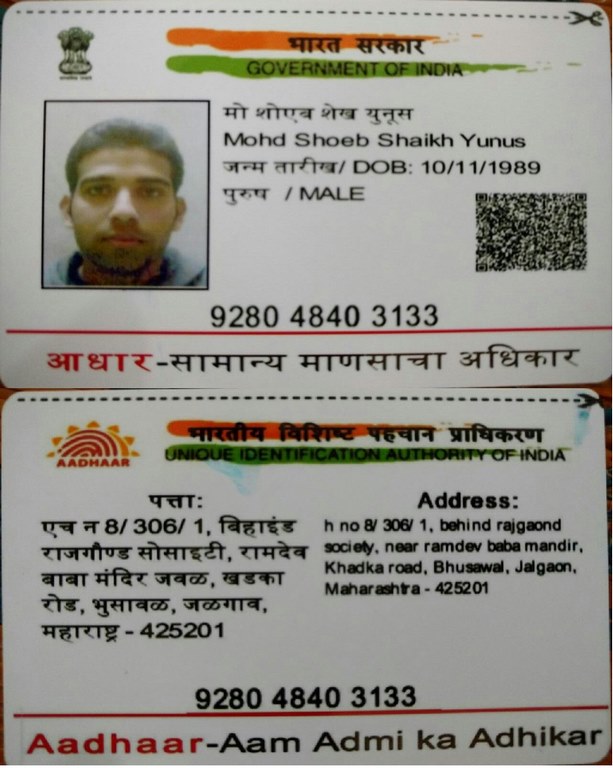 भारत सरकार
GOVERNMENT OF INDIA
मो शोएब शेख युनूस
Mohd Shoeb Shaikh Yunus
जन्म तारीख/ DOB: 10/11/1989
पुरुष / MALE
9280 4840 3133
आधार-सामान्य माणसाचा अधिकार
AADHAAR
भारतीय विशिष्ट पहचान प्राधिकरण
UNIQUE IDENTIFICATION AUTHORITY OF INDIA
पत्ता:
एच न 8/ 306/ 1, बिहाइंड
राजगौण्ड सोसाइटी, रामदेव
बाबा मंदिर जवळ, खडका
रोड, भुसावळ, जळगाव,
महाराष्ट्र - 425201
Address:
h no 8/ 306/ 1, behind rajgaond
society, near ramdev baba mandir,
Khadka road, Bhusawal, Jalgaon,
Maharashtra - 425201
9280 4840 3133
Aadhaar-Aam Admi ka Adhikar